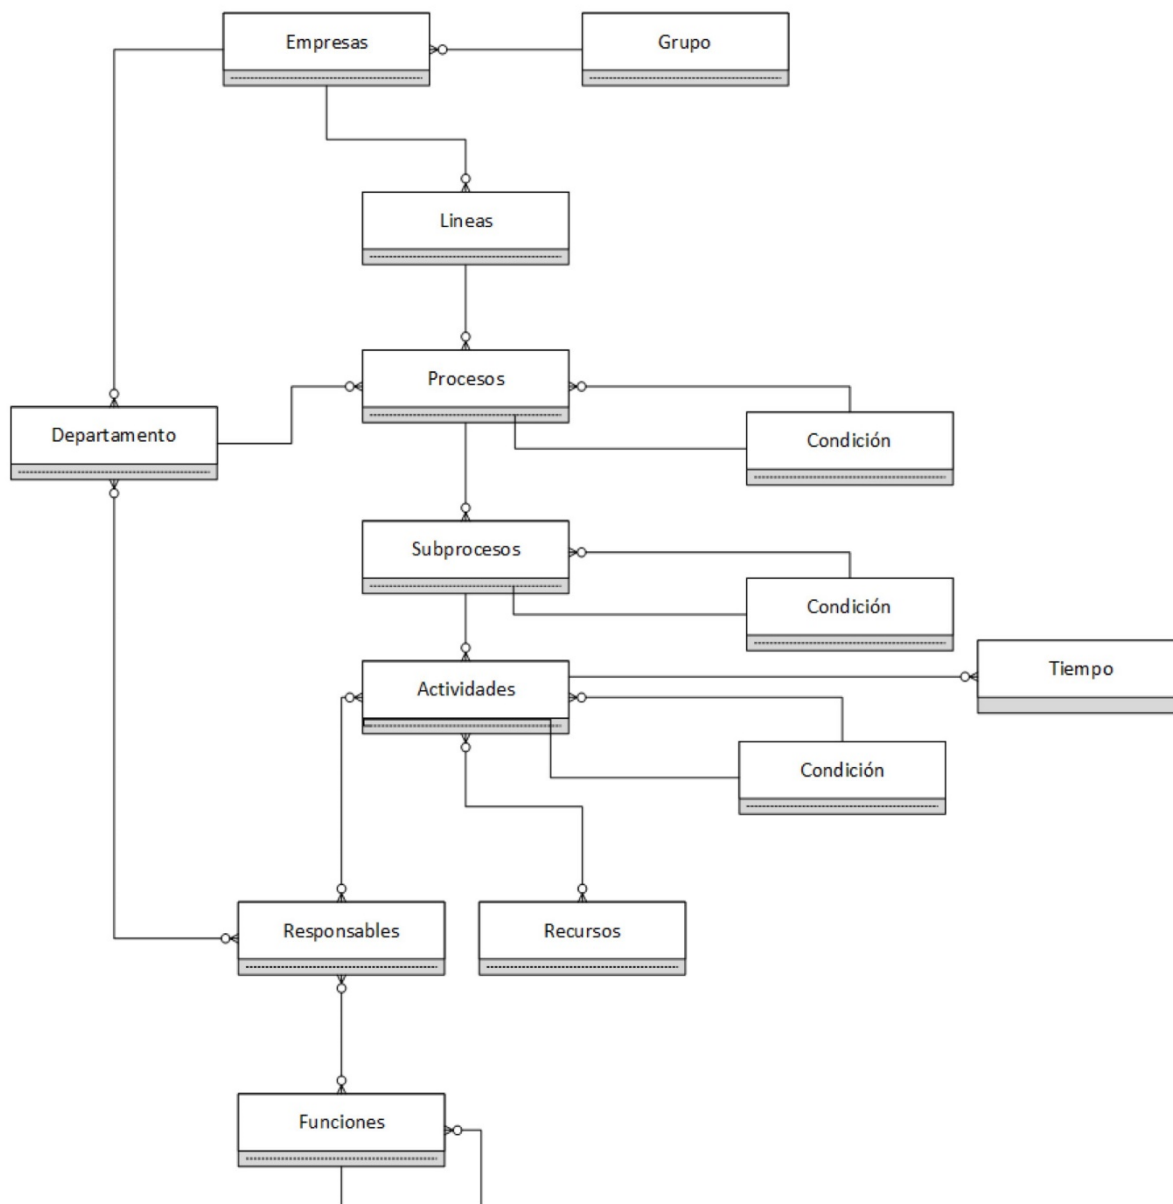 Empresas
Grupo
Lineas
Procesos
Departamento
Condición
Subprocesos
Condición
Tiempo
Actividades
Condición
Responsables
Recursos
Funciones